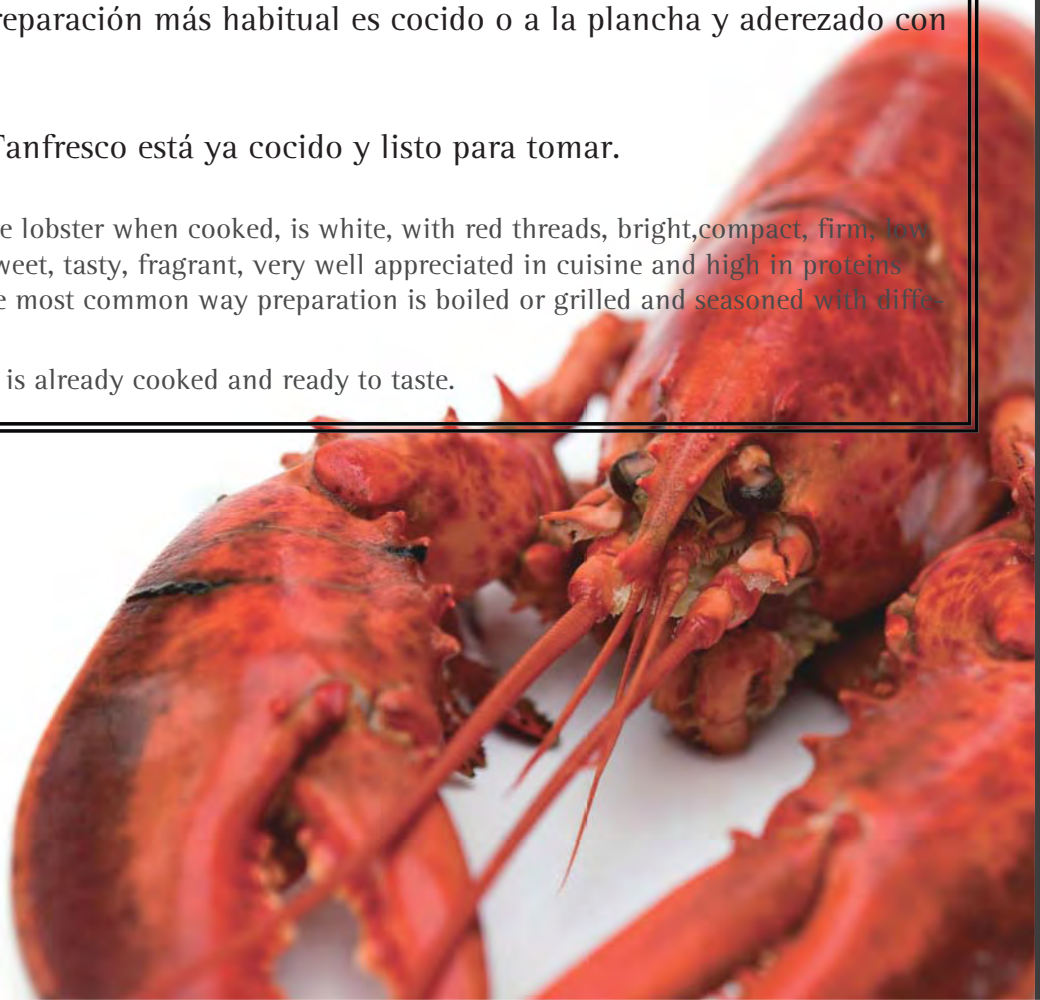 reparación más habitual es cocido o a la plancha y aderezado con
Tanfresco está ya cocido y listo para tomar.
e lobster when cooked, is white, with red threads, bright,compact, firm, low
weet, tasty, fragrant, very well appreciated in cuisine and high in proteins
e most common way preparation is boiled or grilled and seasoned with diffe-
is already cooked and ready to taste.